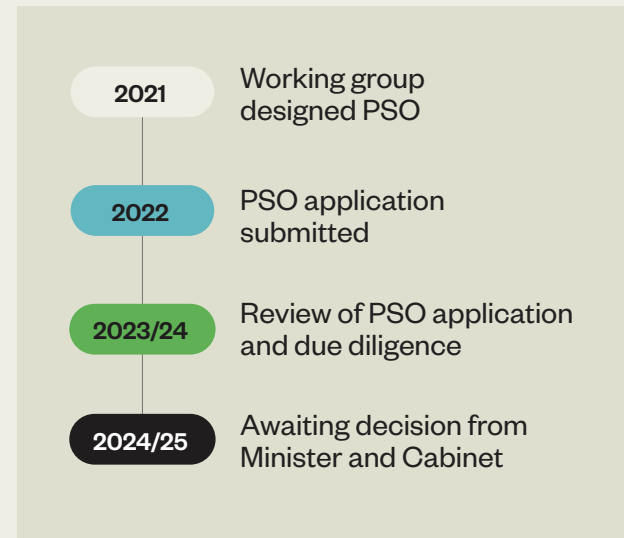 2021
Working group
designed PSO
2022
PSO application
submitted
2023/24
Review of PSO application
and due diligence
2024/25
Awaiting decision from
Minister and Cabinet